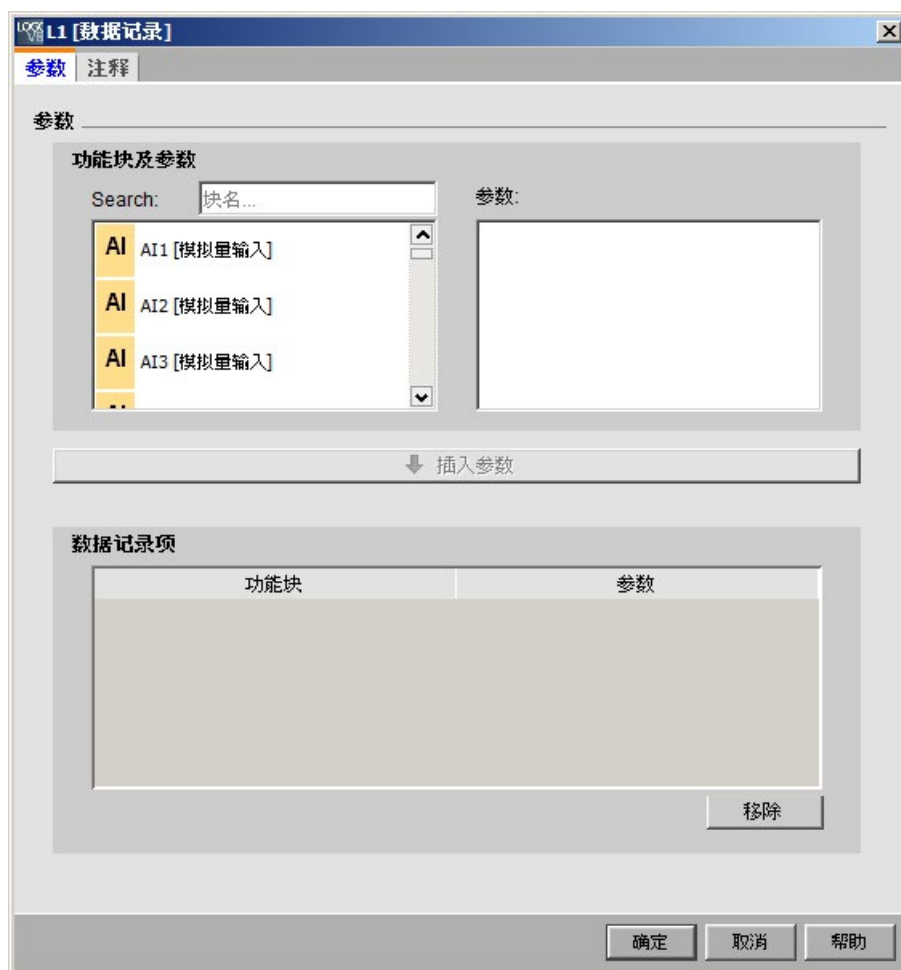 L1 [数据记录]
参数 注释
参数
功能块及参数
Search: 块名...
参数:
AI AI1 [模拟量输入]
AI AI2 [模拟量输入]
AI AI3 [模拟量输入]
插入参数
数据记录项
功能块 参数
移除
确定 取消 帮助